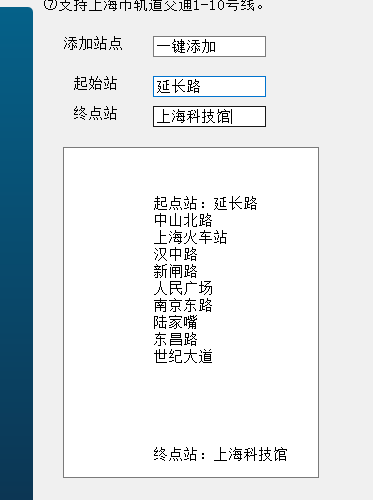 ⑦支持上海市轨道交通1-10号线。
添加站点 一键添加
起始站 延长路
终点站 上海科技馆
起点站：延长路
中山北路
上海火车站
汉中路
新闸路
人民广场
南京东路
陆家嘴
东昌路
世纪大道
终点站：上海科技馆